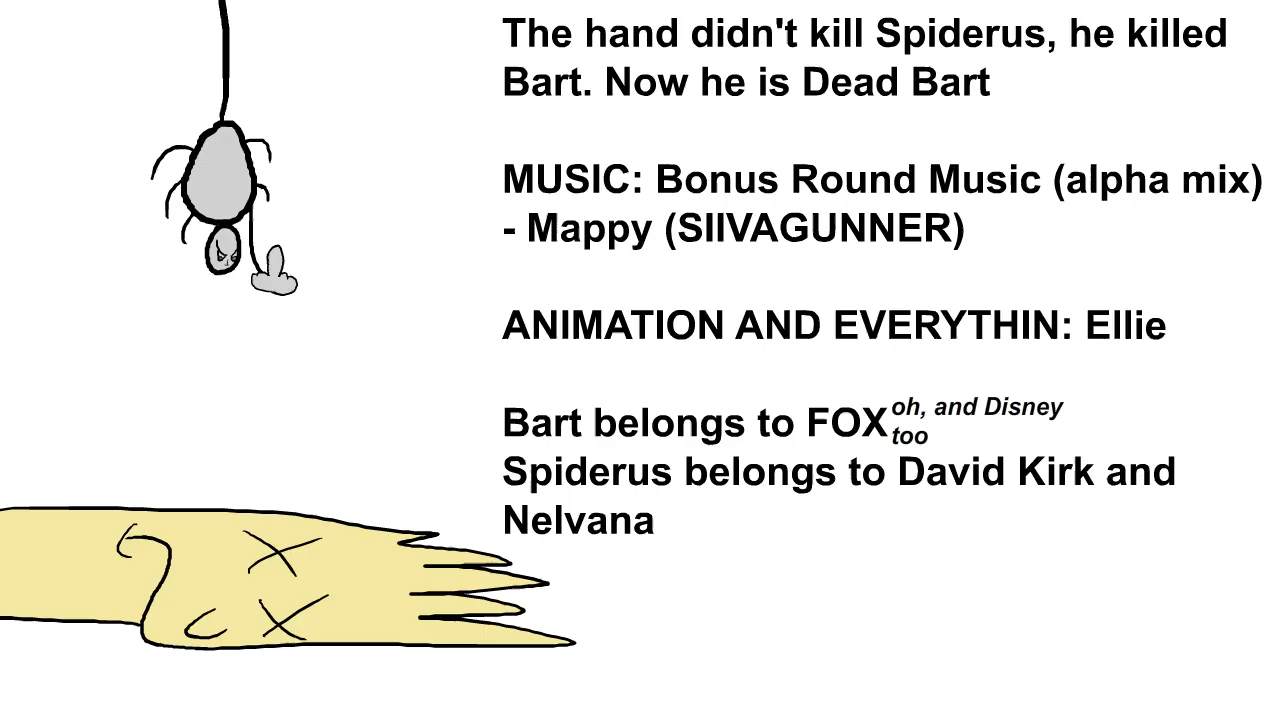 The hand didn't kill Spiderus, he killed
Bart. Now he is Dead Bart
MUSIC: Bonus Round Music (alpha mix)
- Mappy (SIIVAGUNNER)
ANIMATION AND EVERYTHIN: Ellie
Bart belongs to FOX oh, and Disney
too
Spiderus belongs to David Kirk and
Nelvana